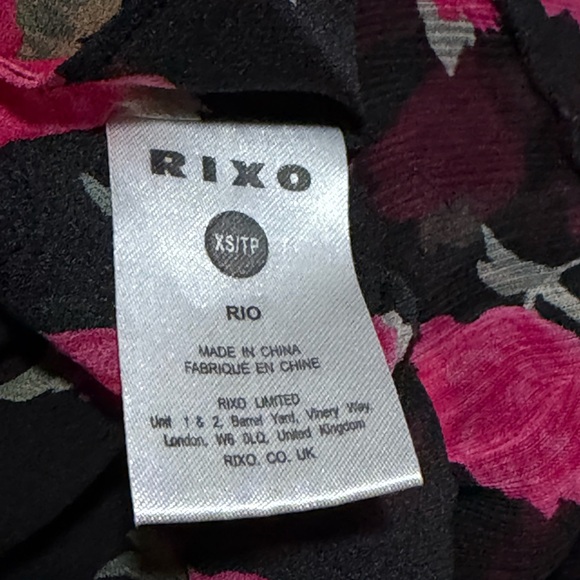 RIXO
XS/TP
RIO
MADE IN CHINA
FABRIQUÉ EN CHINE
RIXO LIMITED
Unit 1 & 2, Barrel Yard, Vinery Way,
London, W6 0LQ, United Kingdom
RIXO. CO. UK